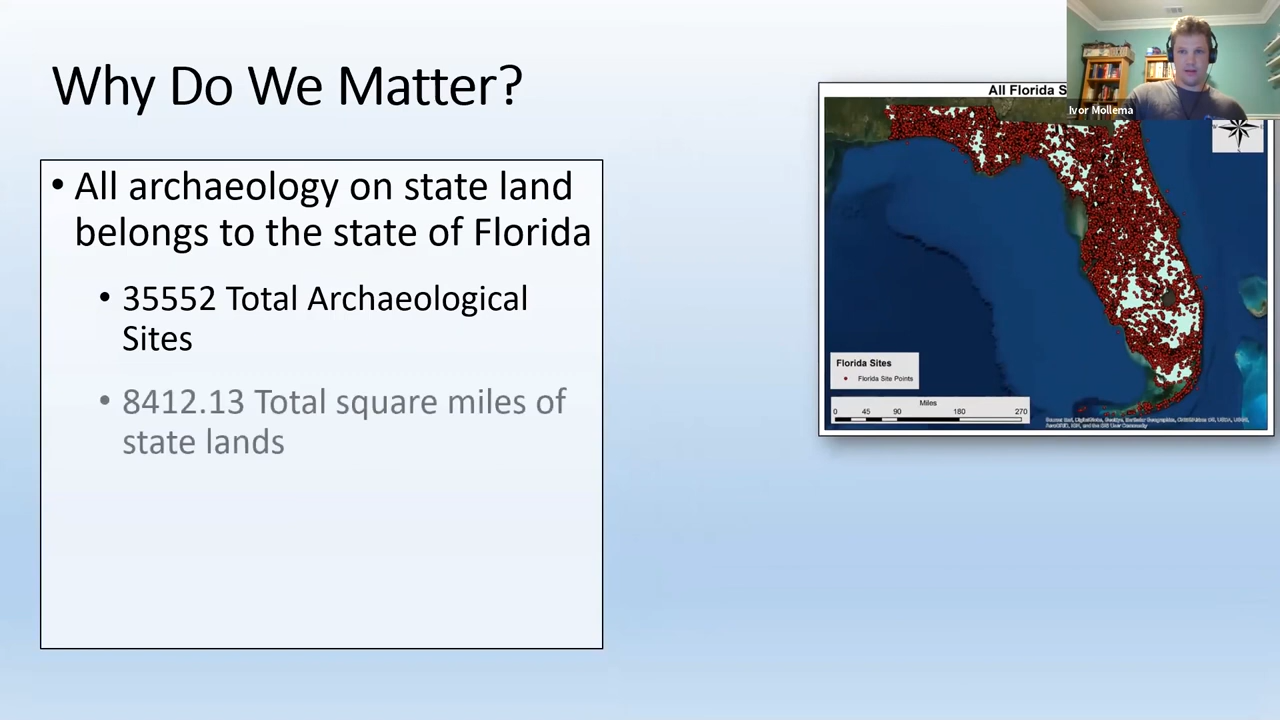 Why Do We Matter?
All Florida S
Ivor Mollema
• All archaeology on state land
belongs to the state of Florida
• 35552 Total Archaeological
Sites
• 8412.13 Total square miles of
state lands
Florida Sites
Florida Site Points
Miles
0 45 90 180 270